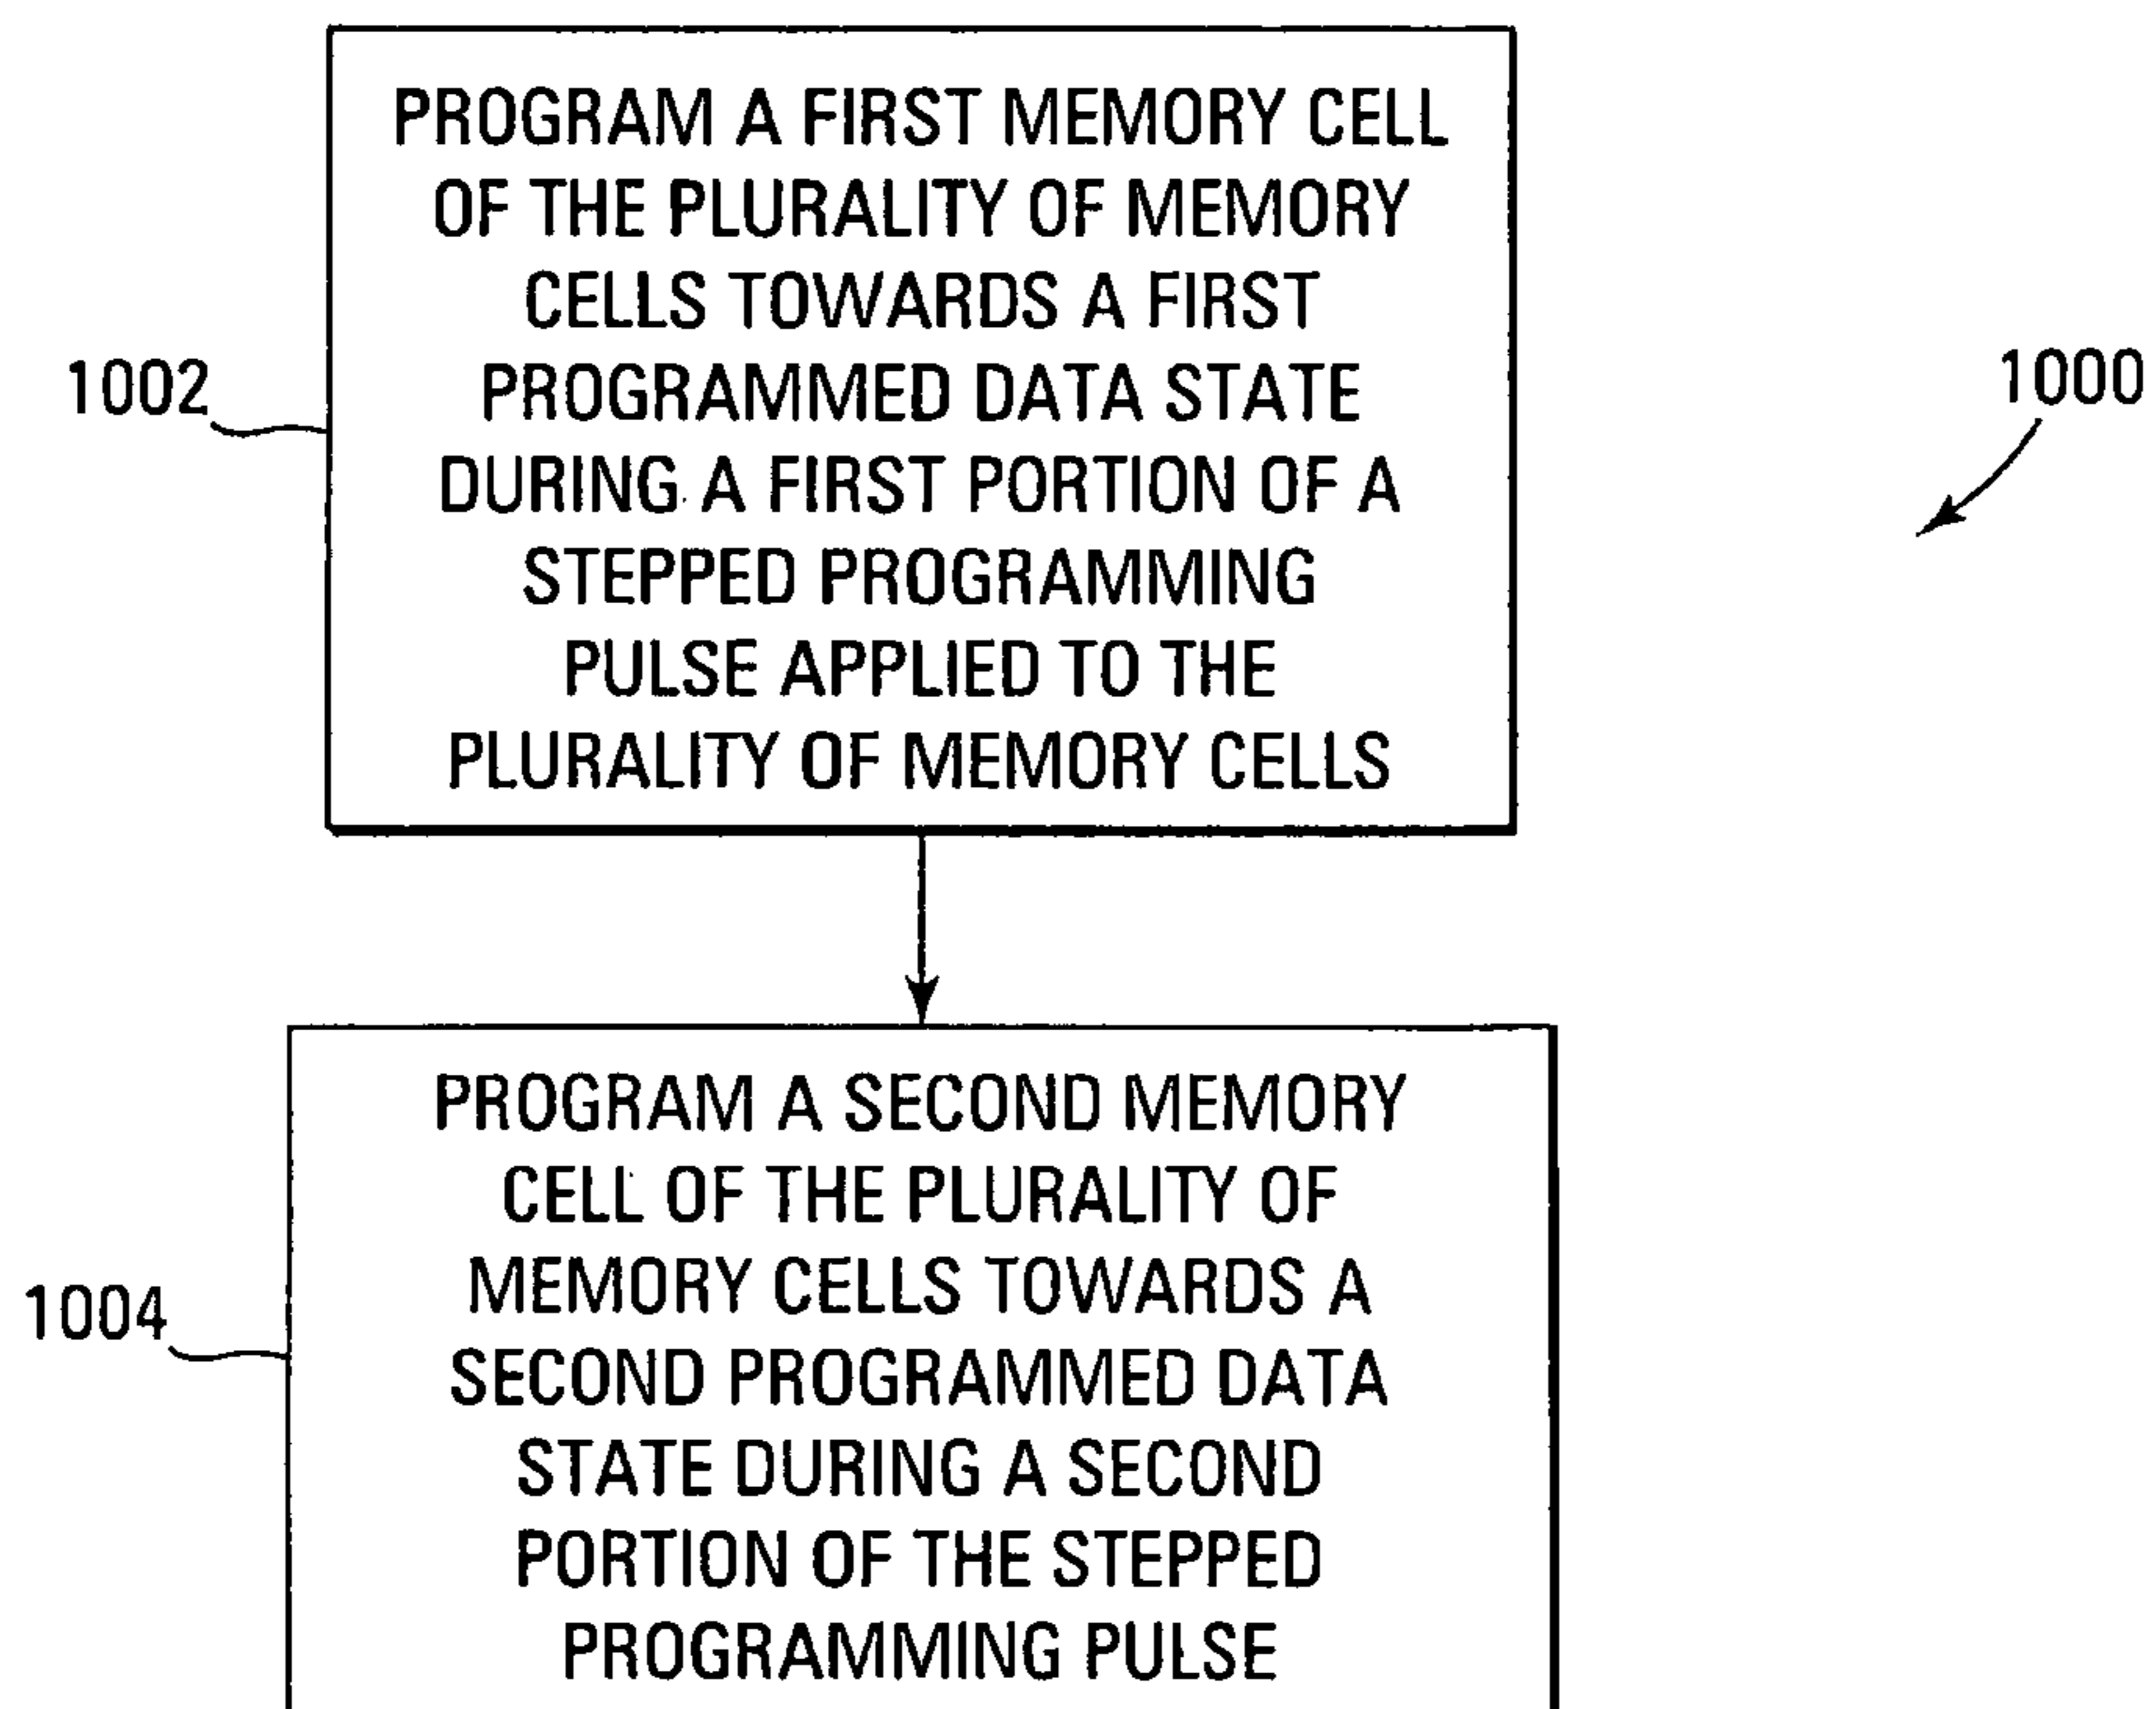 PROGRAM A FIRST MEMORY CELL
OF THE PLURALITY OF MEMORY
CELLS TOWARDS A FIRST
PROGRAMMED DATA STATE
DURING A FIRST PORTION OF A
STEPPED PROGRAMMING
PULSE APPLIED TO THE
PLURALITY OF MEMORY CELLS
1002
1000
PROGRAM A SECOND MEMORY
CELL OF THE PLURALITY OF
MEMORY CELLS TOWARDS A
SECOND PROGRAMMED DATA
STATE DURING A SECOND
PORTION OF THE STEPPED
PROGRAMMING PULSE
1004